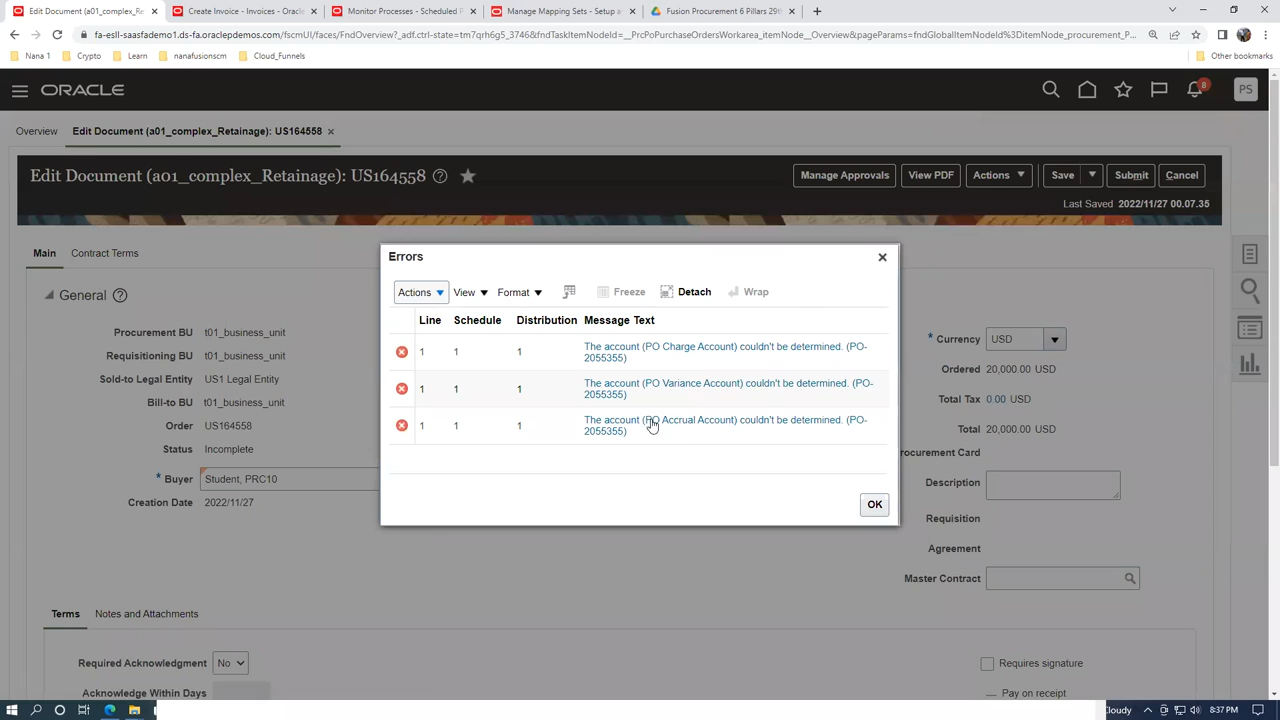 Edit Document (a01_complex_Re
Create Invoice - Invoices - Oracle
Monitor Processes - Scheduled P
Manage Mapping Sets - Setup a
Fusion Procurement 6 Pillars 29th
fa-esll-saasfademo1.ds-fa.oraclepdemos.com/fscmUI/faces/FndOverview?_adf.ctrl-state=tm7qrh6g5_3746&fndTaskItemNodeId=__PrcPoPurchaseOrdersWorkarea_itemNode__Overview&pageParams=fndGlobalItemNodeId%3DitemNode_procurement_P...
Nana 1
Crypto
Learn
nanafusionscm
Cloud_Funnels
Other bookmarks
ORACLE
8
PS
Overview
Edit Document (a01_complex_Retainage): US164558
Edit Document (a01_complex_Retainage): US164558
Manage Approvals
View PDF
Actions
Save
Submit
Cancel
Last Saved 2022/11/27 00.07.35
Main
Contract Terms
General
Procurement BU t01_business_unit
Requisitioning BU t01_business_unit
Sold-to Legal Entity US1 Legal Entity
Bill-to BU t01_business_unit
Order US164558
Status Incomplete
* Buyer Student, PRC10
Creation Date 2022/11/27
Errors
Actions
View
Format
Freeze
Detach
Wrap
Line Schedule Distribution Message Text
1 1 1 The account (PO Charge Account) couldn't be determined. (PO-
2055355)
1 1 1 The account (PO Variance Account) couldn't be determined. (PO-
2055355)
1 1 1 The account (PO Accrual Account) couldn't be determined. (PO-
2055355)
OK
* Currency USD
Ordered 20,000.00 USD
Total Tax 0.00 USD
Total 20,000.00 USD
rocurement Card
Description
Requisition
Agreement
Master Contract
Terms
Notes and Attachments
Required Acknowledgment No
Acknowledge Within Days
Requires signature
Pay on receipt
Cloudy
8:37 PM